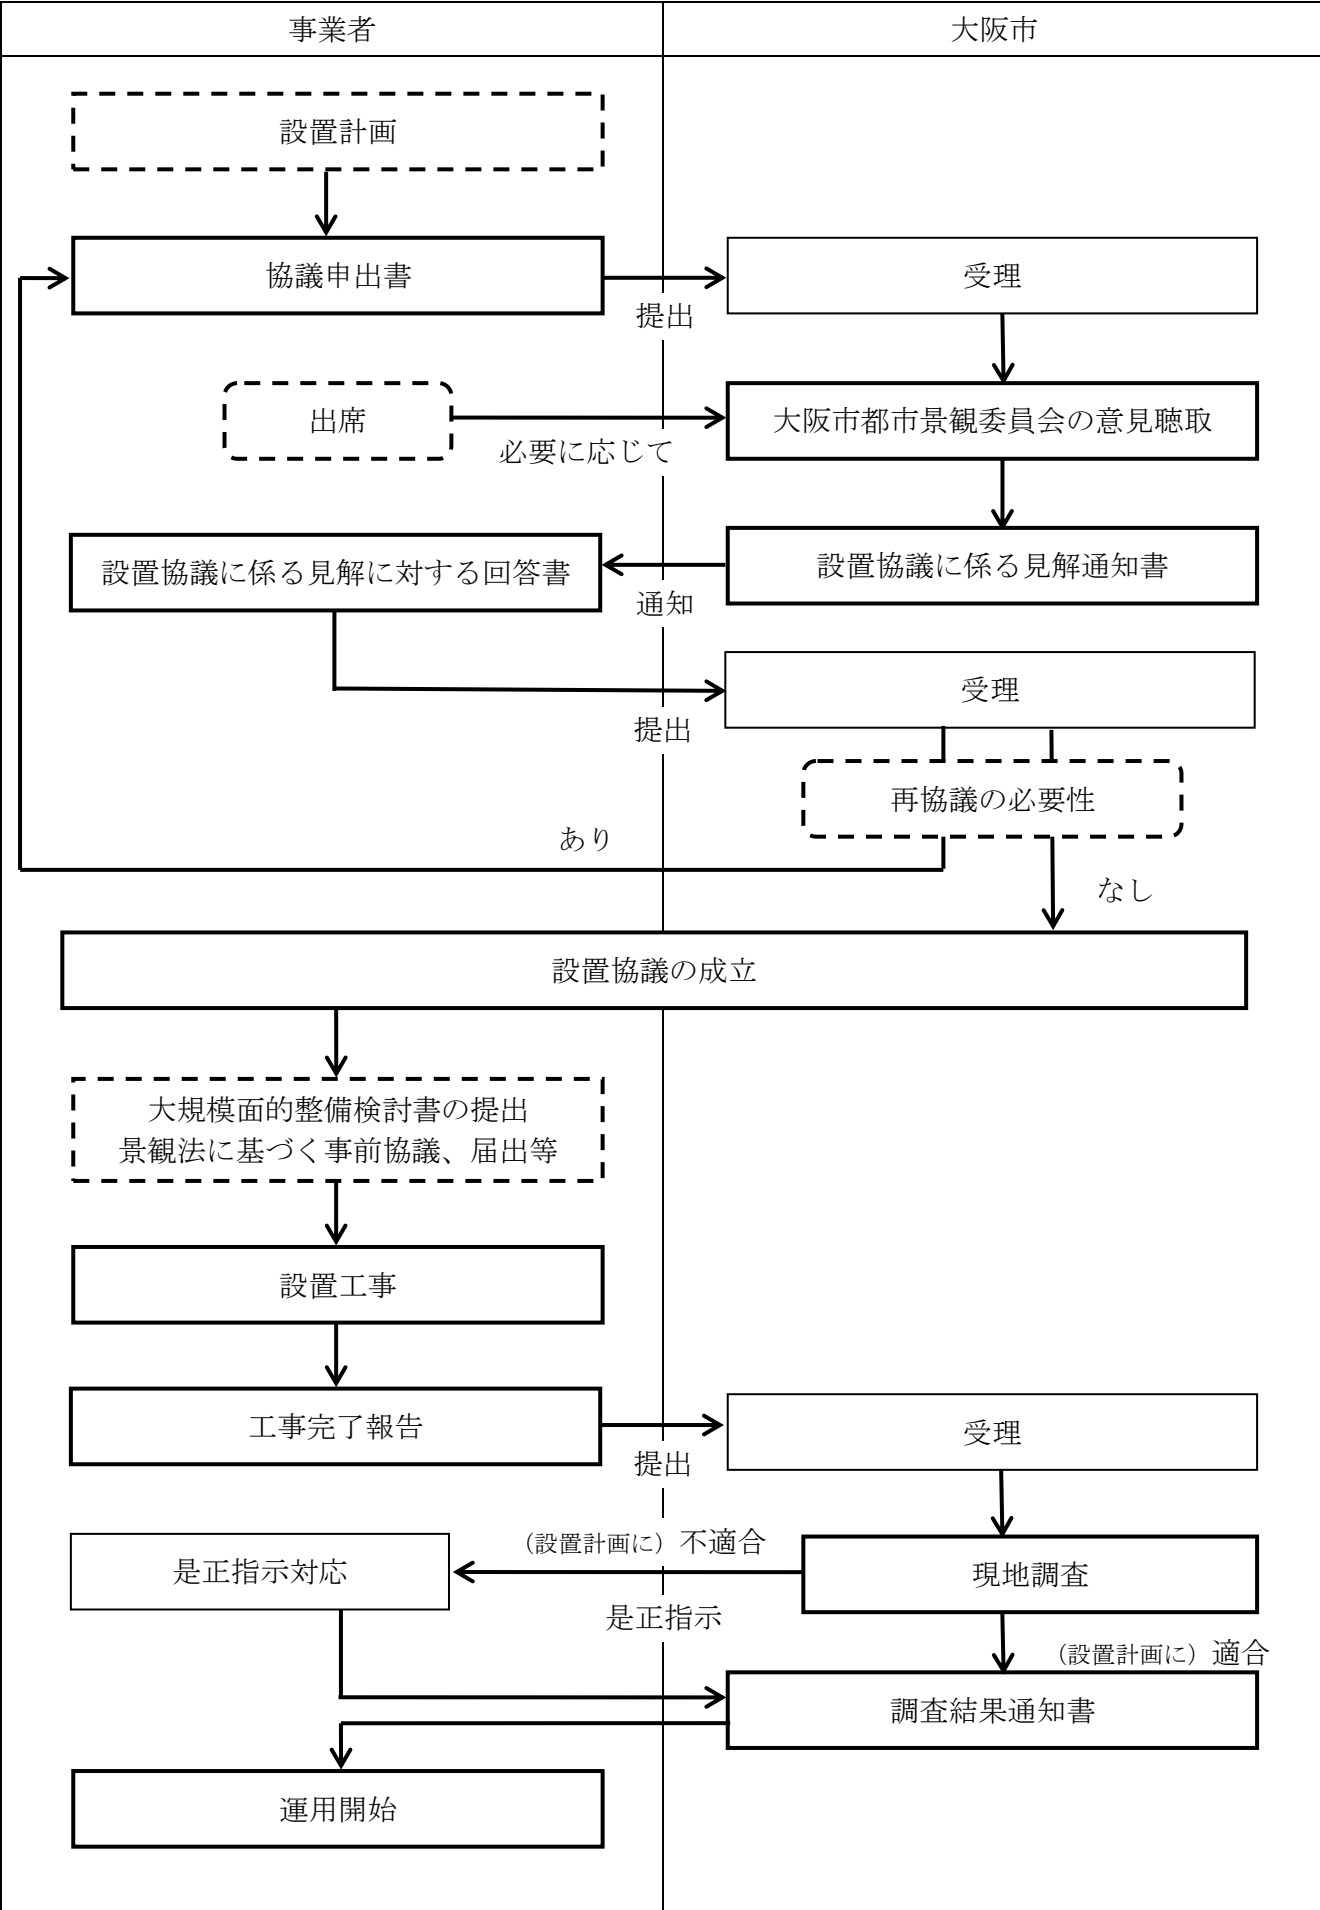 事業者
大阪市
設置計画
協議申出書
受理
提出
出席
大阪市都市景観委員会の意見聴取
必要に応じて
設置協議に係る見解に対する回答書
設置協議に係る見解通知書
通知
受理
提出
再協議の必要性
あり
なし
設置協議の成立
大規模面的整備検討書の提出
景観法に基づく事前協議、届出等
設置工事
工事完了報告
受理
提出
（設置計画に）不適合
是正指示対応
現地調査
是正指示
（設置計画に）適合
調査結果通知書
運用開始